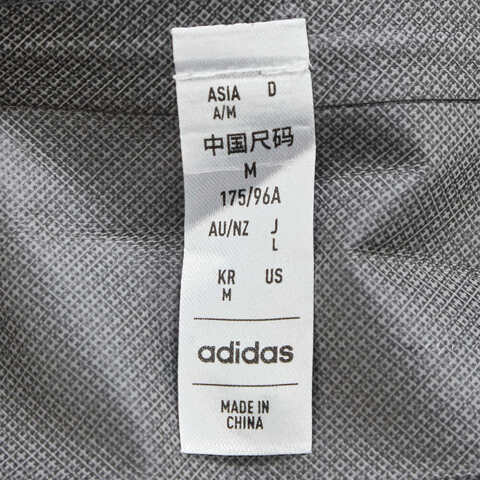 ASIA D
A/M
中国尺码
M
175/96A
AU/NZ J
L
KR US
M
adidas
MADE IN
CHINA